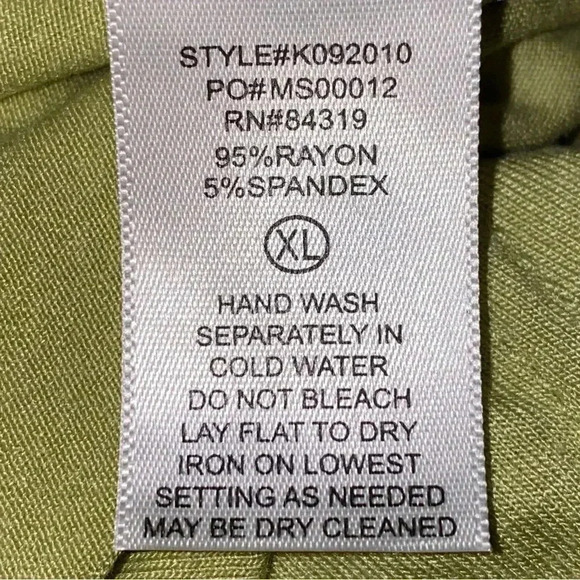 STYLE#K092010
PO#MS00012
RN#84319
95%RAYON
5%SPANDEX
XL
HAND WASH
SEPARATELY IN
COLD WATER
DO NOT BLEACH
LAY FLAT TO DRY
IRON ON LOWEST
SETTING AS NEEDED
MAY BE DRY CLEANED